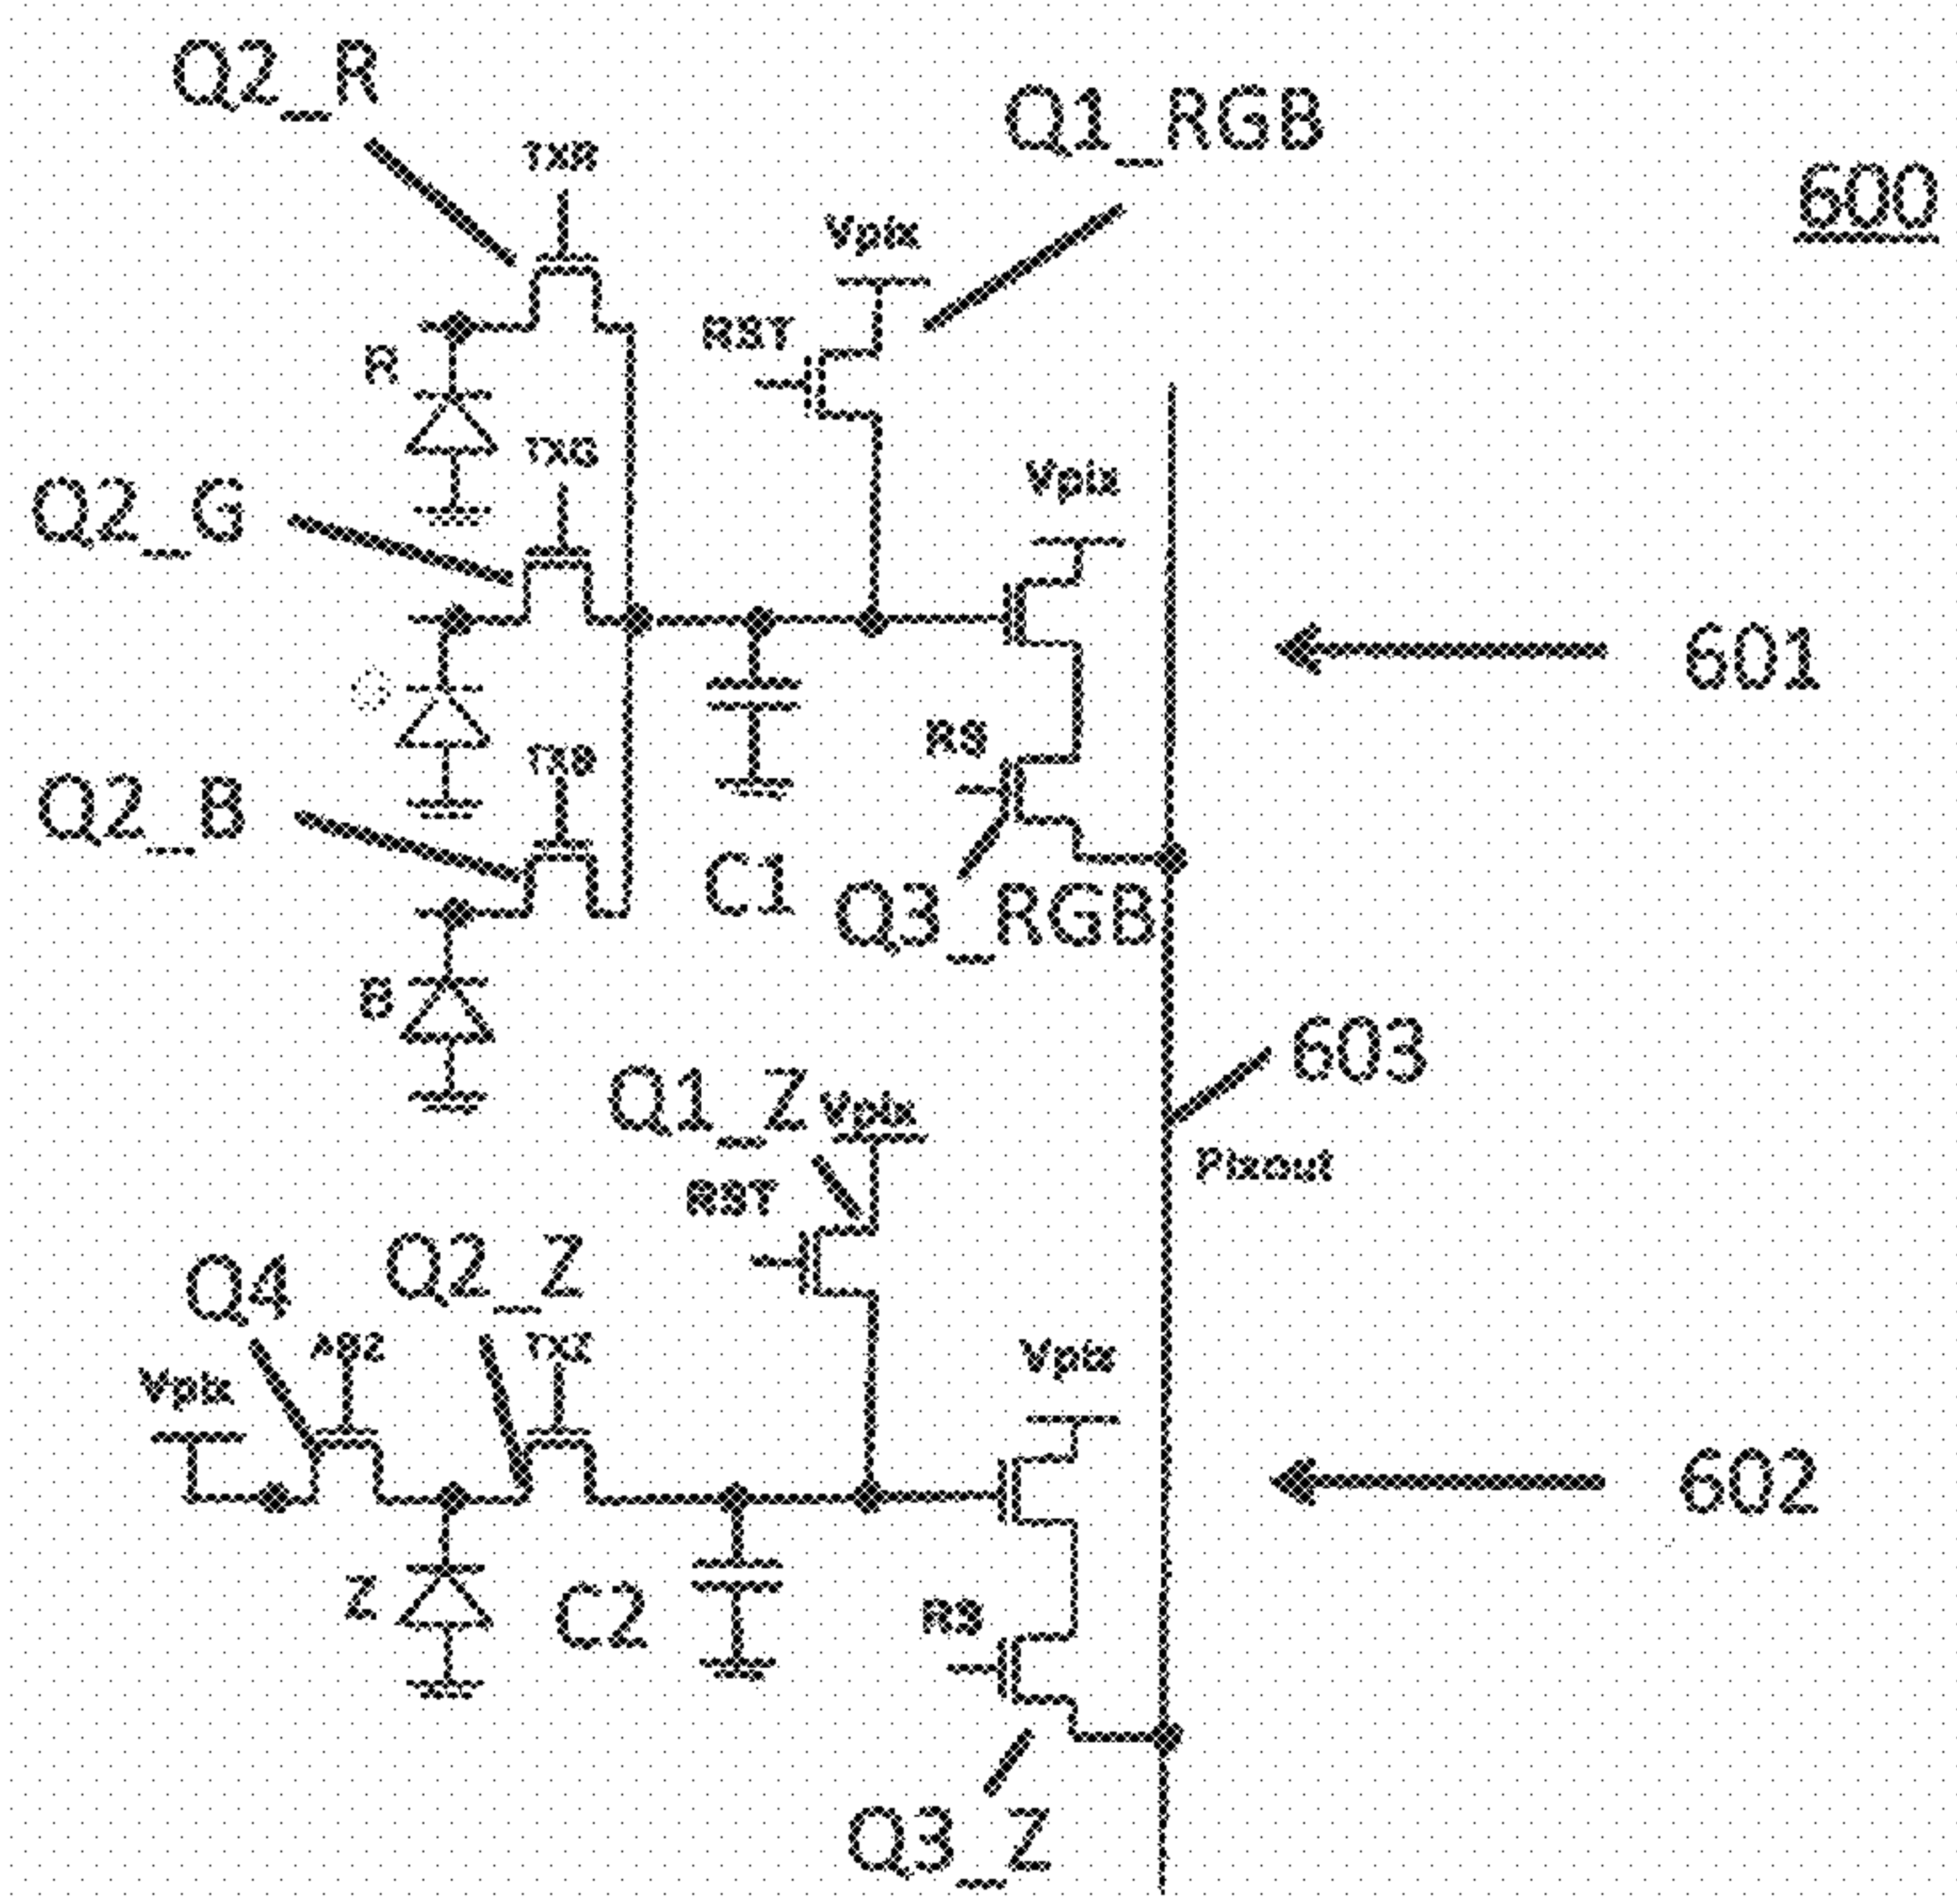 Q2_R
Q1_RGB
TXR
600
Vpix
RST
R
TXG
Vpix
Q2_G
601
G
RS
TXB
Q2_B
C1
Q3_RGB
B
603
Q1_Z
Vpix
Pixout
RST
Q4
Q2_Z
TXZ
Vpix
Vpix
602
Z
C2
RS
Q3_Z